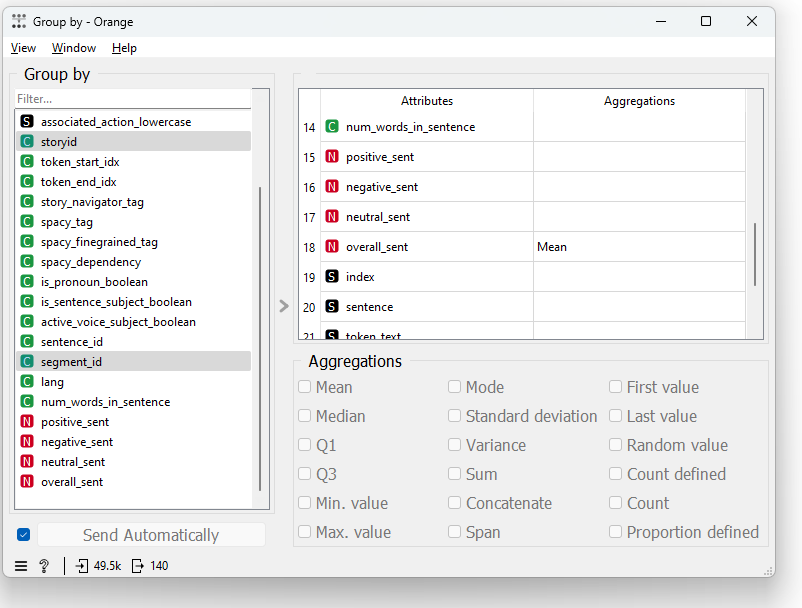 Group by - Orange
View Window Help
Group by
Filter...
S associated_action_lowercase
C storyid
C token_start_idx
C token_end_idx
C story_navigator_tag
C spacy_tag
C spacy_finegrained_tag
C spacy_dependency
C is_pronoun_boolean
C is_sentence_subject_boolean
C active_voice_subject_boolean
C sentence_id
C segment_id
C lang
C num_words_in_sentence
N positive_sent
N negative_sent
N neutral_sent
N overall_sent
Send Automatically
Attributes Aggregations
14 C num_words_in_sentence
15 N positive_sent
16 N negative_sent
17 N neutral_sent
18 N overall_sent Mean
19 S index
20 S sentence
21 S token_text
Aggregations
Mean Mode First value
Median Standard deviation Last value
Q1 Variance Random value
Q3 Sum Count defined
Min. value Concatenate Count
Max. value Span Proportion defined
? 49.5k 140